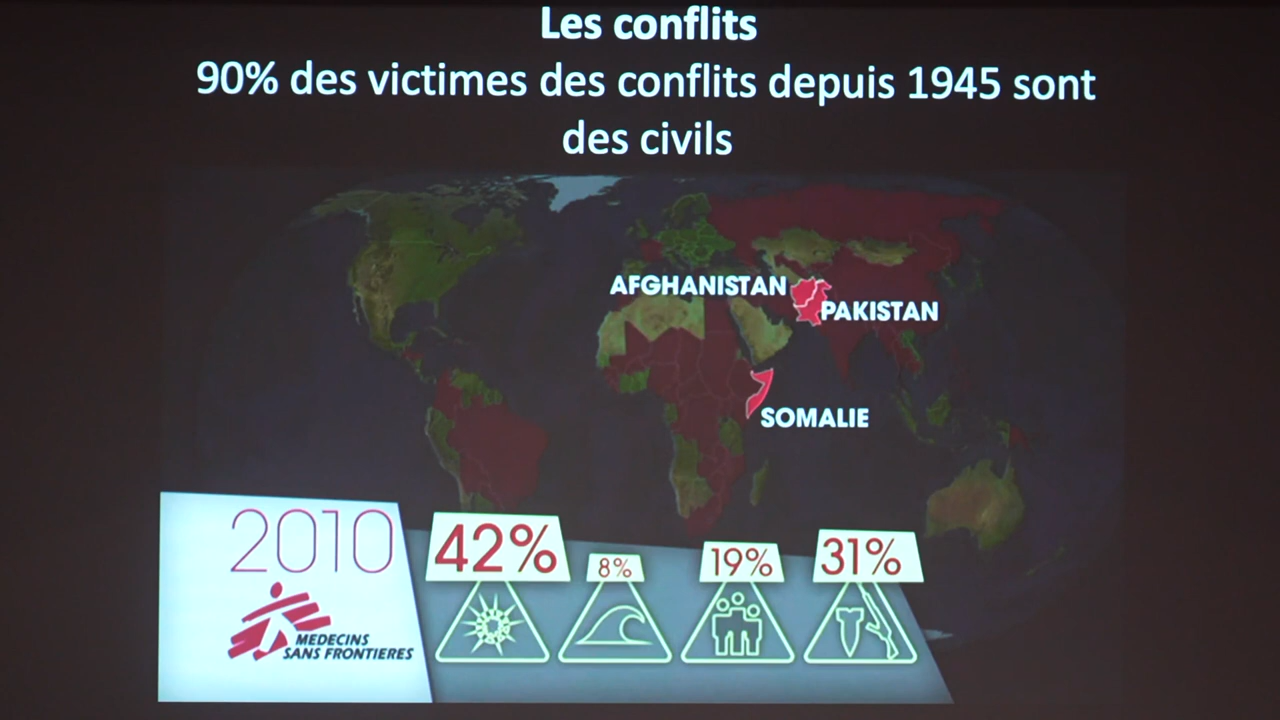 Les conflits
90% des victimes des conflits depuis 1945 sont
des civils
AFGHANISTAN
PAKISTAN
SOMALIE
2010
42%
8%
19%
31%
MEDECINS
SANS FRONTIERES